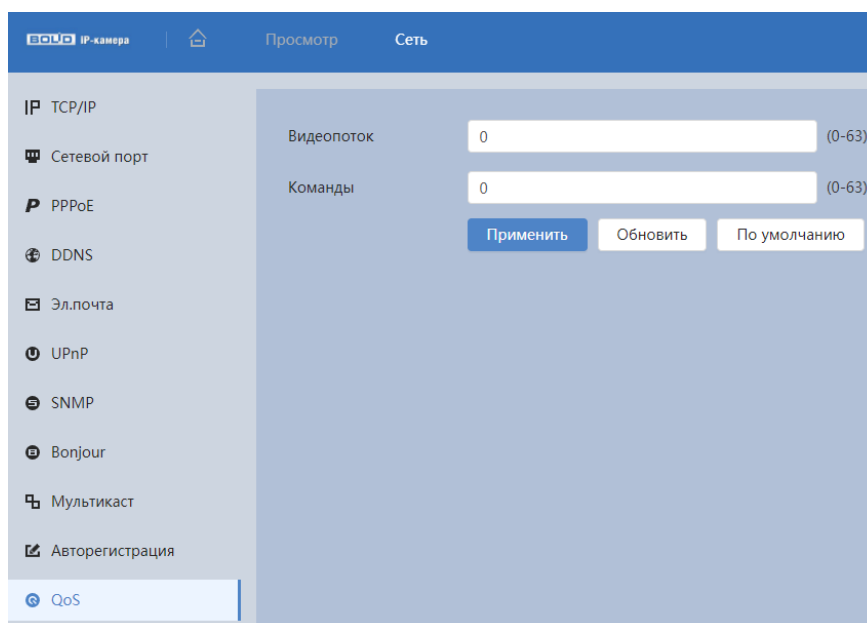 BOLID IP-камера Просмотр Сеть
TCP/IP
Сетевой порт
PPPoE
DDNS
Эл.почта
UPnP
SNMP
Bonjour
Мультикаст
Авторегистрация
QoS
Видеопоток 0 (0-63)
Команды 0 (0-63)
Применить Обновить По умолчанию